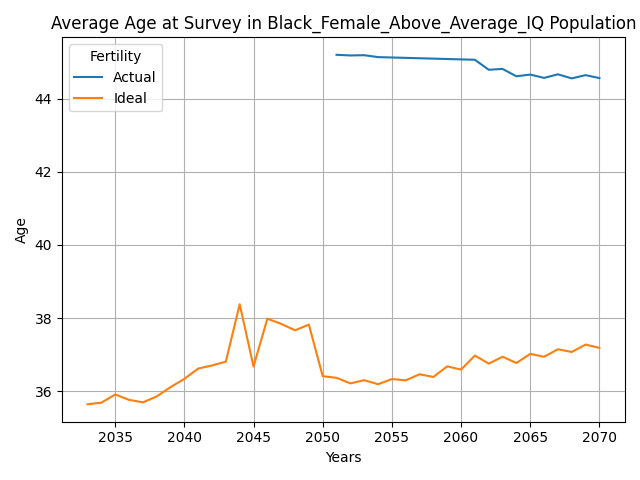 Average Age at Survey in Black_Female_Above_Average_IQ Population
Fertility
Actual
Ideal
Age
44
42
40
38
36
2035 2040 2045 2050 2055 2060 2065 2070
Years